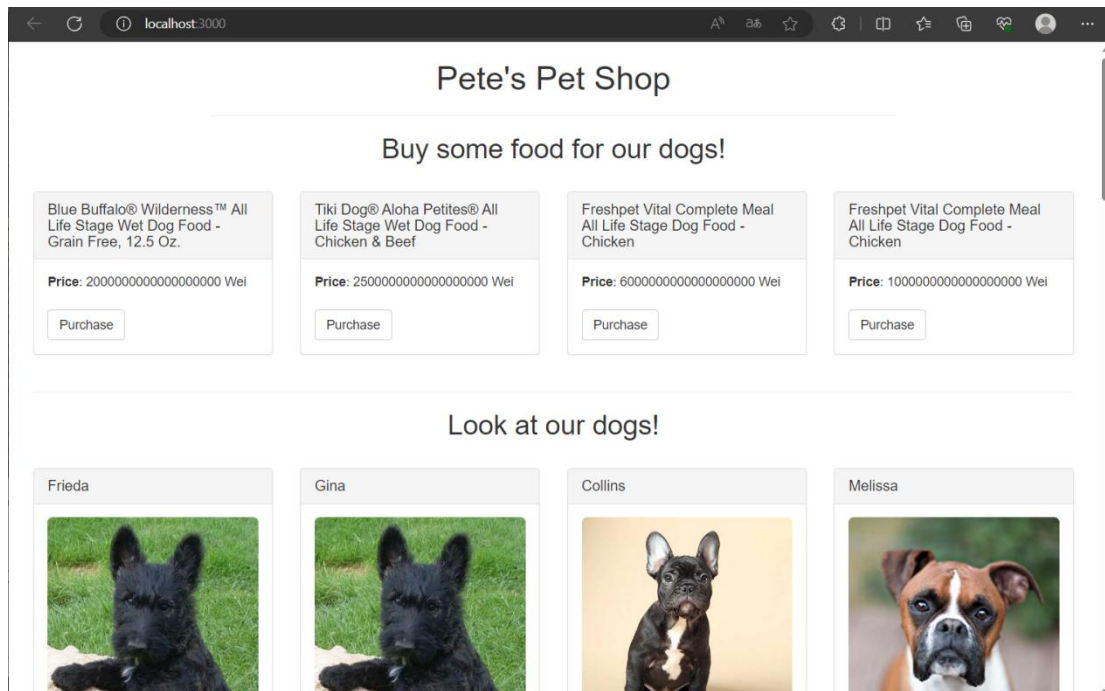 localhost:3000
Pete's Pet Shop
Buy some food for our dogs!
Blue Buffalo® Wilderness™ All
Life Stage Wet Dog Food -
Grain Free, 12.5 Oz.
Price: 2000000000000000000 Wei
Purchase
Tiki Dog® Aloha Petites® All
Life Stage Wet Dog Food -
Chicken & Beef
Price: 2500000000000000000 Wei
Purchase
Freshpet Vital Complete Meal
All Life Stage Dog Food -
Chicken
Price: 6000000000000000000 Wei
Purchase
Freshpet Vital Complete Meal
All Life Stage Dog Food -
Chicken
Price: 1000000000000000000 Wei
Purchase
Look at our dogs!
Frieda
Gina
Collins
Melissa